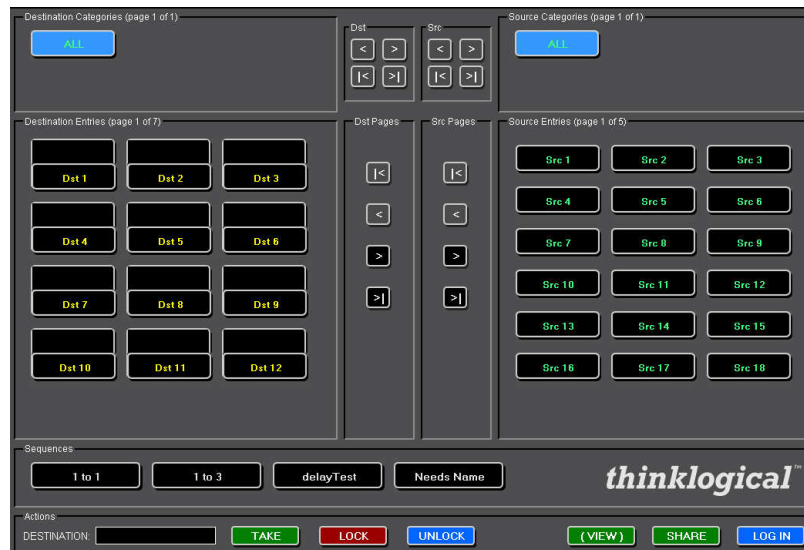 Destination Categories (page 1 of 1)
ALL
Dst
< >
|< >|
Src
< >
|< >|
Source Categories (page 1 of 1)
ALL
Destination Entries (page 1 of 7)
Dst 1 Dst 2 Dst 3
Dst 4 Dst 5 Dst 6
Dst 7 Dst 8 Dst 9
Dst 10 Dst 11 Dst 12
Dst Pages
|<
<
>
>|
Src Pages
|<
<
>
>|
Source Entries (page 1 of 5)
Src 1 Src 2 Src 3
Src 4 Src 5 Src 6
Src 7 Src 8 Src 9
Src 10 Src 11 Src 12
Src 13 Src 14 Src 15
Src 16 Src 17 Src 18
Sequences
1 to 1 1 to 3 delayTest Needs Name
thinklogical™
Actions
DESTINATION: TAKE LOCK UNLOCK ( VIEW ) SHARE LOG IN